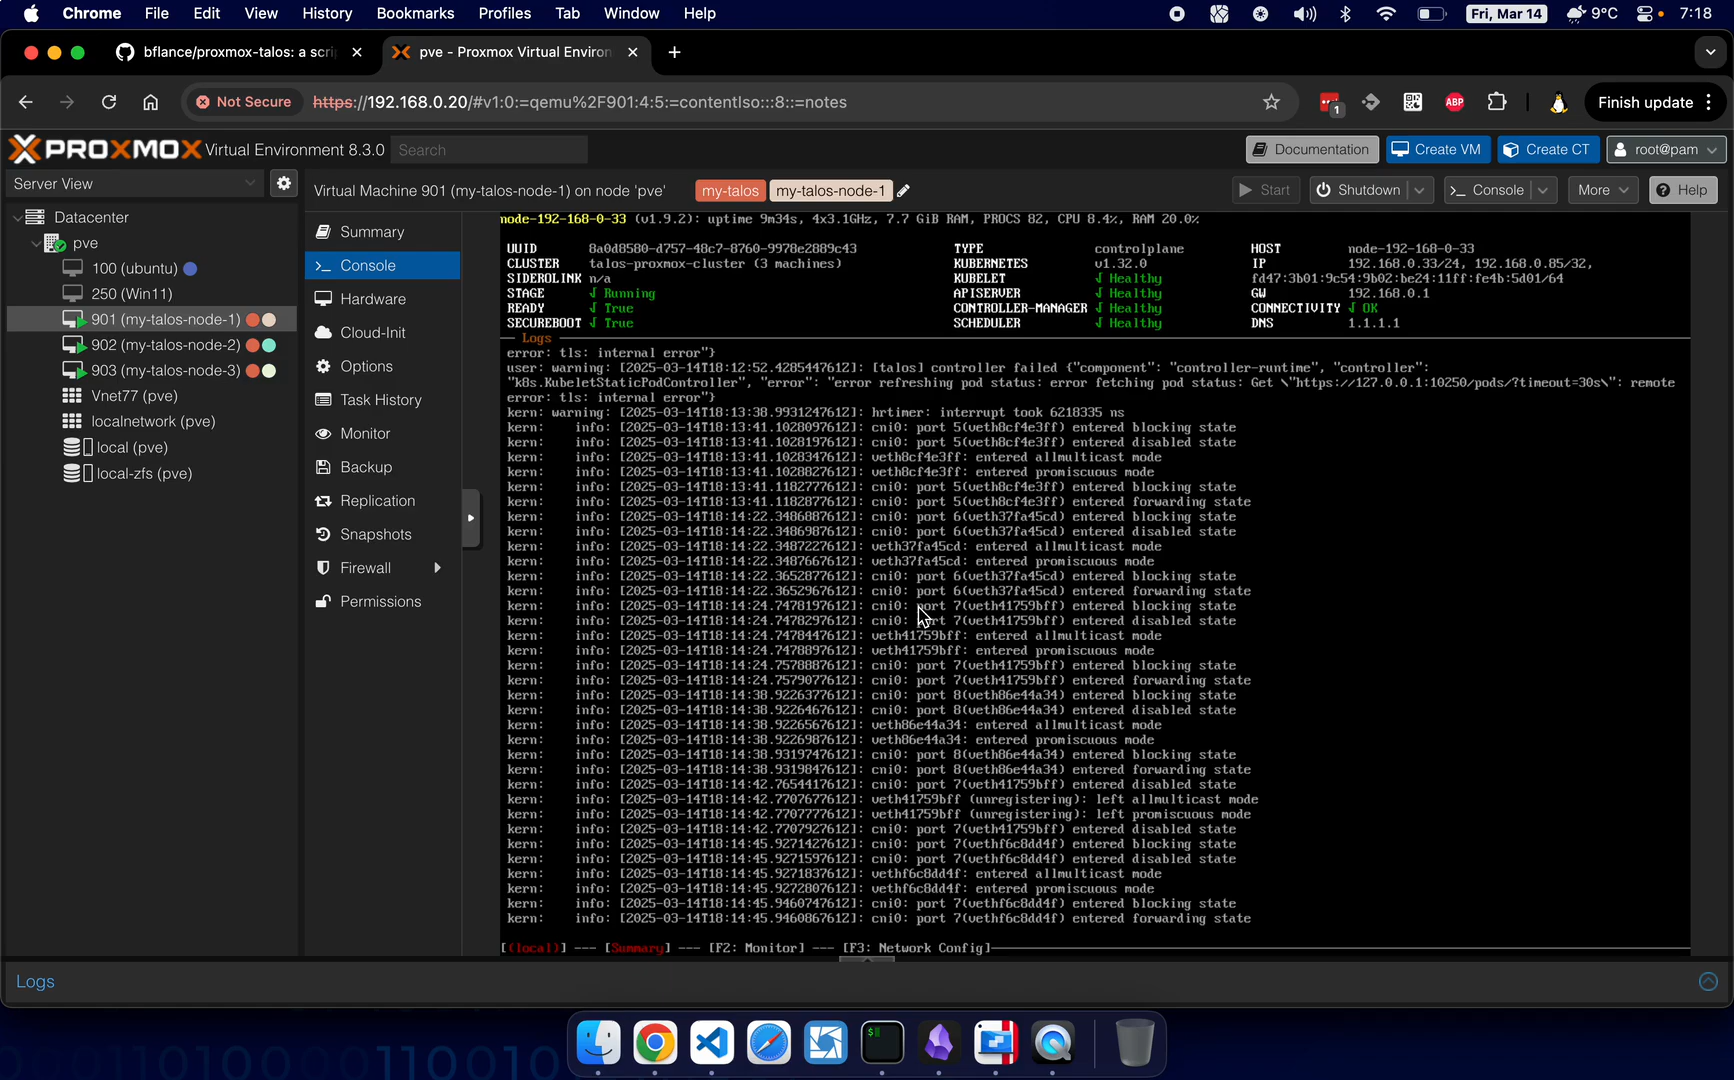 Chrome File Edit View History Bookmarks Profiles Tab Window Help Fri, Mar 14 9°C 7:18
bflance/proxmox-talos: a scri pve - Proxmox Virtual Environ
Not Secure https://192.168.0.20/#v1:0:=qemu%2F901:4:5:=contentIso:::8::=notes 1 ABP Finish update
PROXMOX Virtual Environment 8.3.0 Search Documentation Create VM Create CT root@pam
Server View Virtual Machine 901 (my-talos-node-1) on node 'pve' my-talos my-talos-node-1 Start Shutdown Console More Help
Datacenter
pve
100 (ubuntu)
250 (Win11)
901 (my-talos-node-1)
902 (my-talos-node-2)
903 (my-talos-node-3)
Vnet77 (pve)
localnetwork (pve)
local (pve)
local-zfs (pve)
Summary
Console
Hardware
Cloud-Init
Options
Task History
Monitor
Backup
Replication
Snapshots
Firewall
Permissions
node-192-168-0-33 (v1.9.2): uptime 9m34s, 4x3.1GHz, 7.7 GiB RAM, PROCS 82, CPU 8.4%, RAM 20.0%
UUID 8a0d8580-d757-48c7-8760-9978e2889c43 TYPE controlplane HOST node-192-168-0-33
CLUSTER talos-proxmox-cluster (3 machines) KUBERNETES v1.32.0 IP 192.168.0.33/24, 192.168.0.85/32,
SIDEROLINK n/a KUBELET √ Healthy fd47:3b01:9c54:9b02:be24:11ff:fe4b:5d01/64
STAGE √ Running APISERVER √ Healthy GW 192.168.0.1
READY √ True CONTROLLER-MANAGER √ Healthy CONNECTIVITY √ OK
SECUREBOOT √ True SCHEDULER √ Healthy DNS 1.1.1.1
Logs
error: tls: internal error"}
user: warning: [2025-03-14T18:12:52.428544761Z]: [talos] controller failed {"component": "controller-runtime", "controller":
"k8s.KubeletStaticPodController", "error": "error refreshing pod status: error fetching pod status: Get \"https://127.0.0.1:10250/pods/?timeout=30s\": remote
error: tls: internal error"}
kern: warning: [2025-03-14T18:13:38.993124761Z]: hrtimer: interrupt took 6218335 ns
kern: info: [2025-03-14T18:13:41.102809761Z]: cni0: port 5(veth8cf4e3ff) entered blocking state
kern: info: [2025-03-14T18:13:41.102819761Z]: cni0: port 5(veth8cf4e3ff) entered disabled state
kern: info: [2025-03-14T18:13:41.102834761Z]: veth8cf4e3ff: entered allmulticast mode
kern: info: [2025-03-14T18:13:41.102882761Z]: veth8cf4e3ff: entered promiscuous mode
kern: info: [2025-03-14T18:13:41.118277761Z]: cni0: port 5(veth8cf4e3ff) entered blocking state
kern: info: [2025-03-14T18:13:41.118287761Z]: cni0: port 5(veth8cf4e3ff) entered forwarding state
kern: info: [2025-03-14T18:14:22.348688761Z]: cni0: port 6(veth37fa45cd) entered blocking state
kern: info: [2025-03-14T18:14:22.348698761Z]: cni0: port 6(veth37fa45cd) entered disabled state
kern: info: [2025-03-14T18:14:22.348722761Z]: veth37fa45cd: entered allmulticast mode
kern: info: [2025-03-14T18:14:22.348766761Z]: veth37fa45cd: entered promiscuous mode
kern: info: [2025-03-14T18:14:22.365287761Z]: cni0: port 6(veth37fa45cd) entered blocking state
kern: info: [2025-03-14T18:14:22.365296761Z]: cni0: port 6(veth37fa45cd) entered forwarding state
kern: info: [2025-03-14T18:14:24.747819761Z]: cni0: port 7(veth41759bff) entered blocking state
kern: info: [2025-03-14T18:14:24.747829761Z]: cni0: port 7(veth41759bff) entered disabled state
kern: info: [2025-03-14T18:14:24.747844761Z]: veth41759bff: entered allmulticast mode
kern: info: [2025-03-14T18:14:24.747889761Z]: veth41759bff: entered promiscuous mode
kern: info: [2025-03-14T18:14:24.757888761Z]: cni0: port 7(veth41759bff) entered blocking state
kern: info: [2025-03-14T18:14:24.757907761Z]: cni0: port 7(veth41759bff) entered forwarding state
kern: info: [2025-03-14T18:14:38.922637761Z]: cni0: port 8(veth86e44a34) entered blocking state
kern: info: [2025-03-14T18:14:38.922646761Z]: cni0: port 8(veth86e44a34) entered disabled state
kern: info: [2025-03-14T18:14:38.922656761Z]: veth86e44a34: entered allmulticast mode
kern: info: [2025-03-14T18:14:38.922698761Z]: veth86e44a34: entered promiscuous mode
kern: info: [2025-03-14T18:14:38.931974761Z]: cni0: port 8(veth86e44a34) entered blocking state
kern: info: [2025-03-14T18:14:38.931984761Z]: cni0: port 8(veth86e44a34) entered forwarding state
kern: info: [2025-03-14T18:14:42.765441761Z]: cni0: port 7(veth41759bff) entered disabled state
kern: info: [2025-03-14T18:14:42.770767761Z]: veth41759bff (unregistering): left allmulticast mode
kern: info: [2025-03-14T18:14:42.770777761Z]: veth41759bff (unregistering): left promiscuous mode
kern: info: [2025-03-14T18:14:42.770792761Z]: cni0: port 7(veth41759bff) entered disabled state
kern: info: [2025-03-14T18:14:45.927142761Z]: cni0: port 7(vethf6c8dd4f) entered blocking state
kern: info: [2025-03-14T18:14:45.927159761Z]: cni0: port 7(vethf6c8dd4f) entered disabled state
kern: info: [2025-03-14T18:14:45.927183761Z]: vethf6c8dd4f: entered allmulticast mode
kern: info: [2025-03-14T18:14:45.927280761Z]: vethf6c8dd4f: entered promiscuous mode
kern: info: [2025-03-14T18:14:45.946074761Z]: cni0: port 7(vethf6c8dd4f) entered blocking state
kern: info: [2025-03-14T18:14:45.946086761Z]: cni0: port 7(vethf6c8dd4f) entered forwarding state
[(local)] --- [Summary] --- [F2: Monitor] --- [F3: Network Config]
Logs